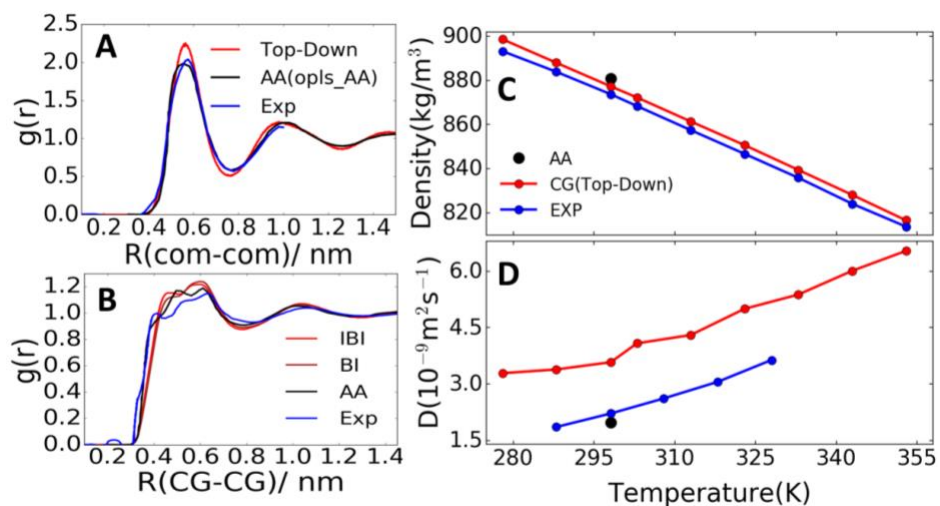 A
2.5
2.0
1.5
1.0
0.5
0.0
g(r)
Top-Down
AA(opls_AA)
Exp
0.2 0.4 0.6 0.8 1.0 1.2 1.4
R(com-com)/ nm
B
1.2
1.0
0.8
0.6
0.4
0.2
0.0
g(r)
IBI
BI
AA
Exp
0.2 0.4 0.6 0.8 1.0 1.2 1.4
R(CG-CG)/ nm
C
900
880
860
840
820
Density(kg/m³)
AA
CG(Top-Down)
EXP
D
6.0
4.5
3.0
1.5
D(10⁻⁹m²s⁻¹)
280 295 310 325 340 355
Temperature(K)